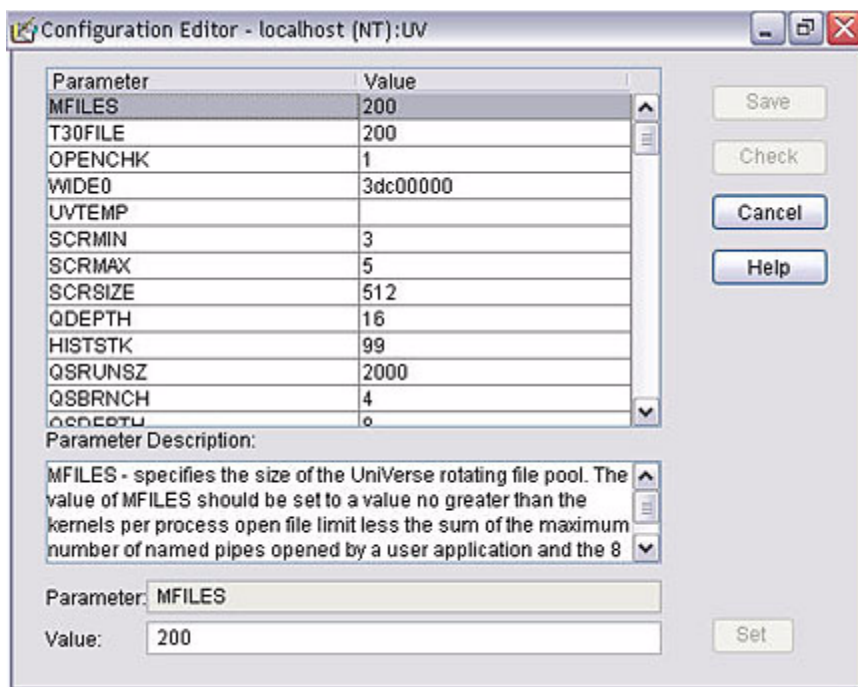 Configuration Editor - localhost (NT):UV
Parameter Value
MFILES 200
T30FILE 200
OPENCHK 1
WIDE0 3dc00000
UVTEMP
SCRMIN 3
SCRMAX 5
SCRSIZE 512
QDEPTH 16
HISTSTK 99
QSRUNSZ 2000
QSBRNCH 4
QSDEPTH 8
Save
Check
Cancel
Help
Parameter Description:
MFILES - specifies the size of the UniVerse rotating file pool. The
value of MFILES should be set to a value no greater than the
kernels per process open file limit less the sum of the maximum
number of named pipes opened by a user application and the 8
Parameter: MFILES
Value: 200
Set